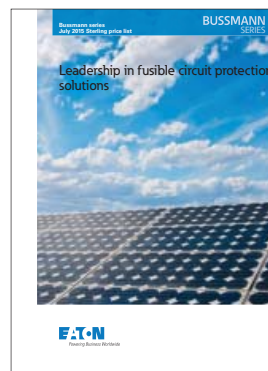 Bussmann series
July 2015 Sterling price list
BUSSMANN
SERIES
Leadership in fusible circuit protection
solutions
EATON
Powering Business Worldwide